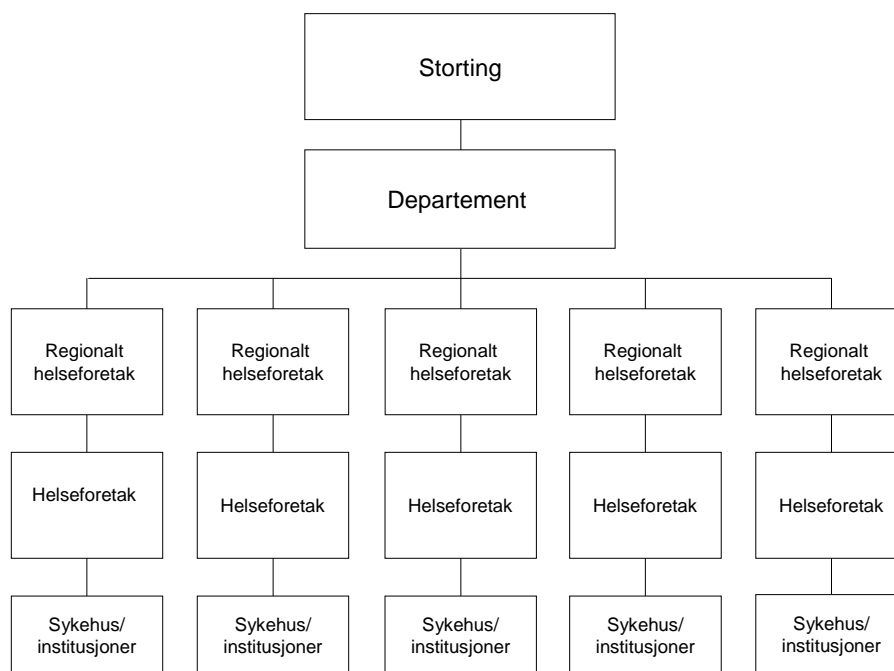 Storting
Departement
Regionalt
helseforetak
Regionalt
helseforetak
Regionalt
helseforetak
Regionalt
helseforetak
Regionalt
helseforetak
Helseforetak
Helseforetak
Helseforetak
Helseforetak
Helseforetak
Sykehus/
institusjoner
Sykehus/
institusjoner
Sykehus/
institusjoner
Sykehus/
institusjoner
Sykehus/
institusjoner